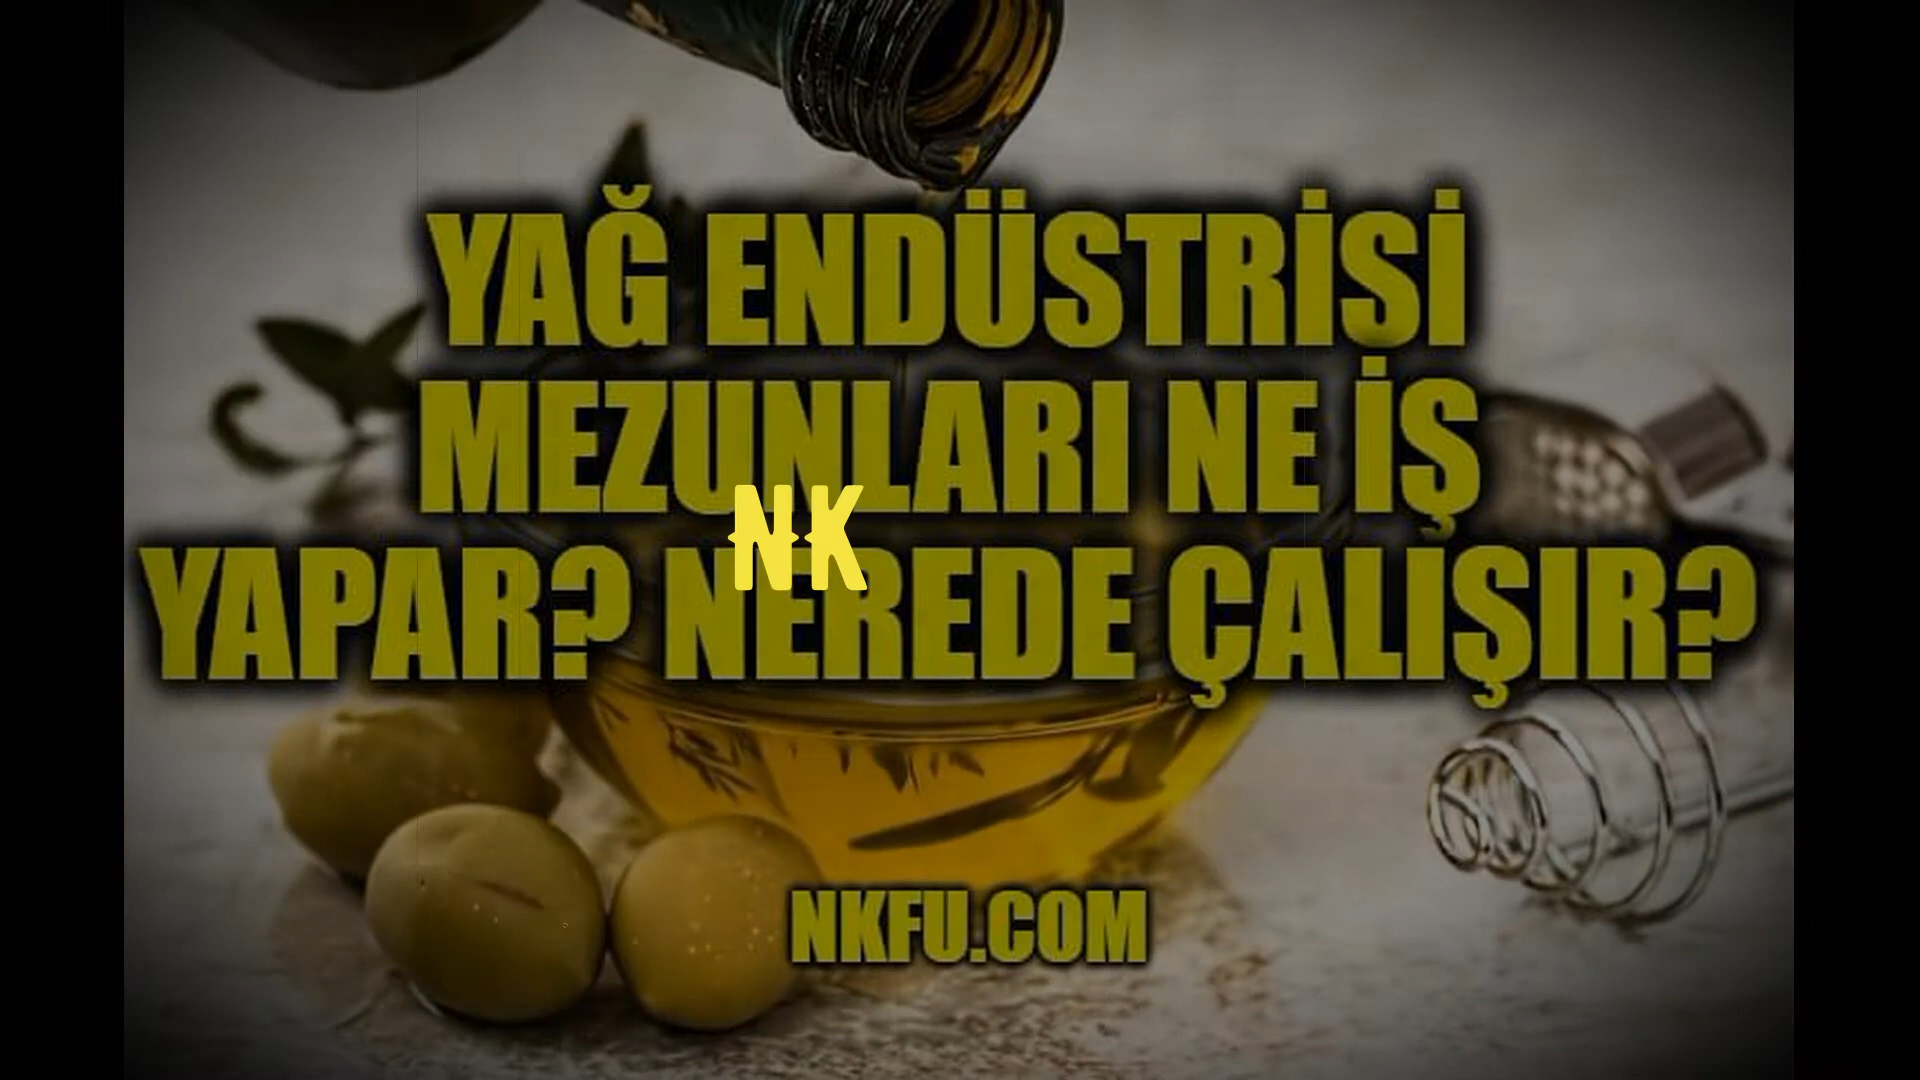 YAĞ ENDÜSTRİSİ
MEZUNLARI NE İŞ
NK
YAPAR? NEREDE ÇALIŞIR?
NKFU.COM